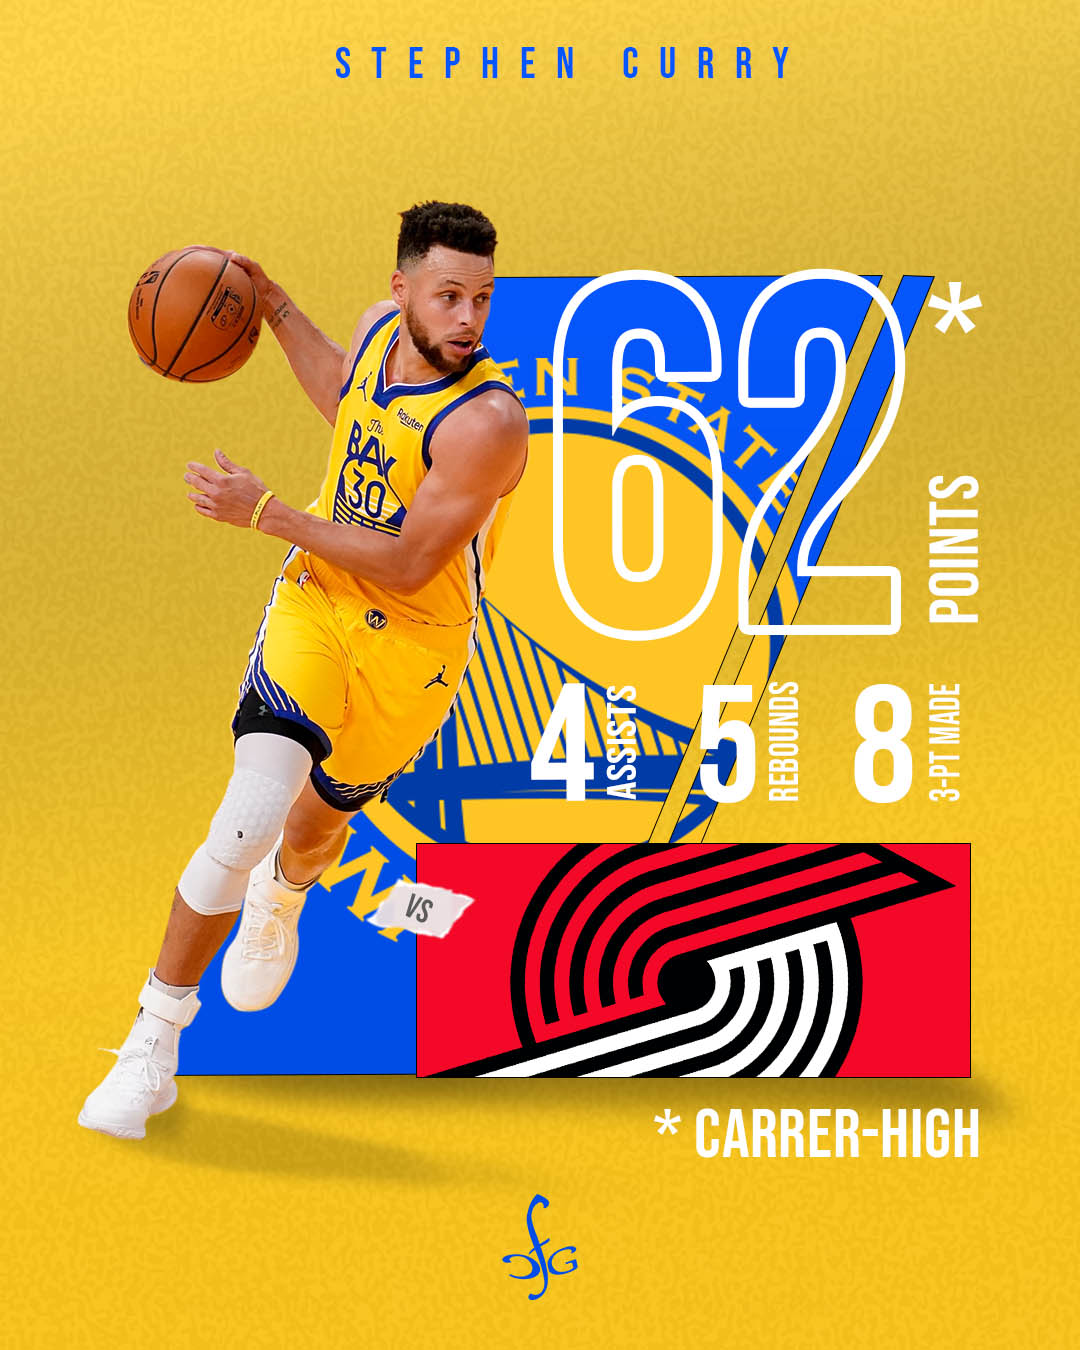 STEPHEN CURRY
62*
POINTS
EN STATE
Rakuten
The
BAY
30
W
4 ASSISTS
5 REBOUNDS
8 3-PT MADE
W
VS
* CARRER-HIGH
CfG